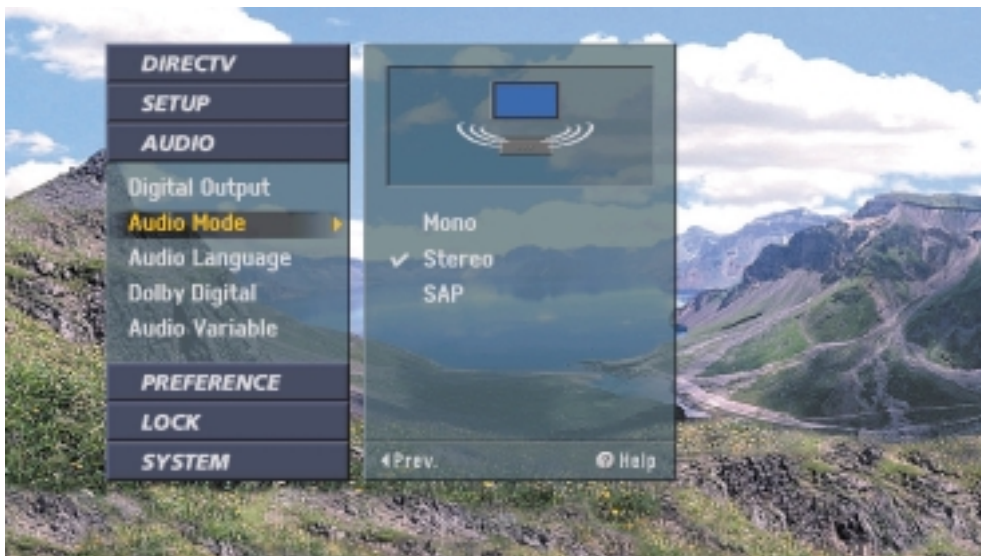 DIRECTV
SETUP
AUDIO
Digital Output
Audio Mode
Audio Language
Dolby Digital
Audio Variable
PREFERENCE
LOCK
SYSTEM
Mono
✔ Stereo
SAP
Prev.
Help